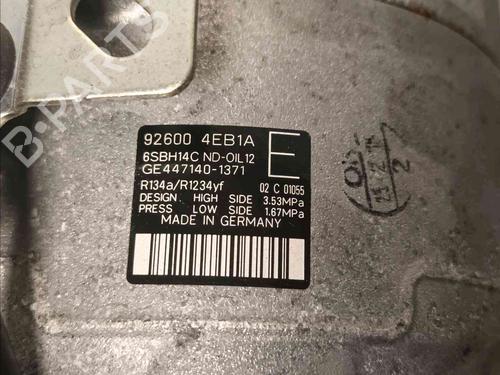 B-PARTS
92600 4EB1A
6SBH14C ND-OIL12
E
GE447140-1371
R134a/R1234yf 02 C 01055
DESIGN. HIGH SIDE 3.53MPa
PRESS LOW SIDE 1.67MPa
MADE IN GERMANY
2